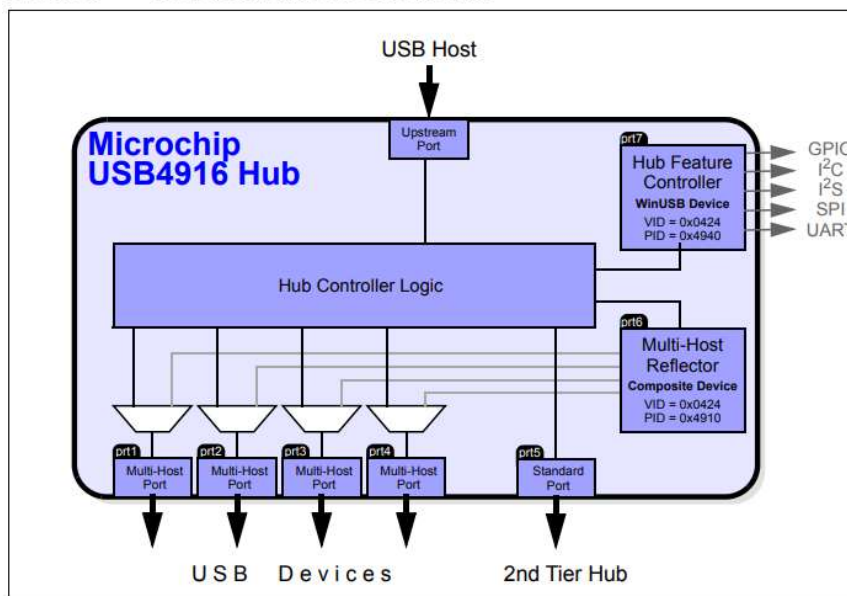 USB Host
Microchip
USB4916 Hub
Upstream
Port
prt7
Hub Feature
Controller
WinUSB Device
VID = 0x0424
PID = 0x4940
GPIO
I²C
I²S
SPI
UART
Hub Controller Logic
prt6
Multi-Host
Reflector
Composite Device
VID = 0x0424
PID = 0x4910
prt1
Multi-Host
Port
prt2
Multi-Host
Port
prt3
Multi-Host
Port
prt4
Multi-Host
Port
prt5
Standard
Port
USB Devices
2nd Tier Hub